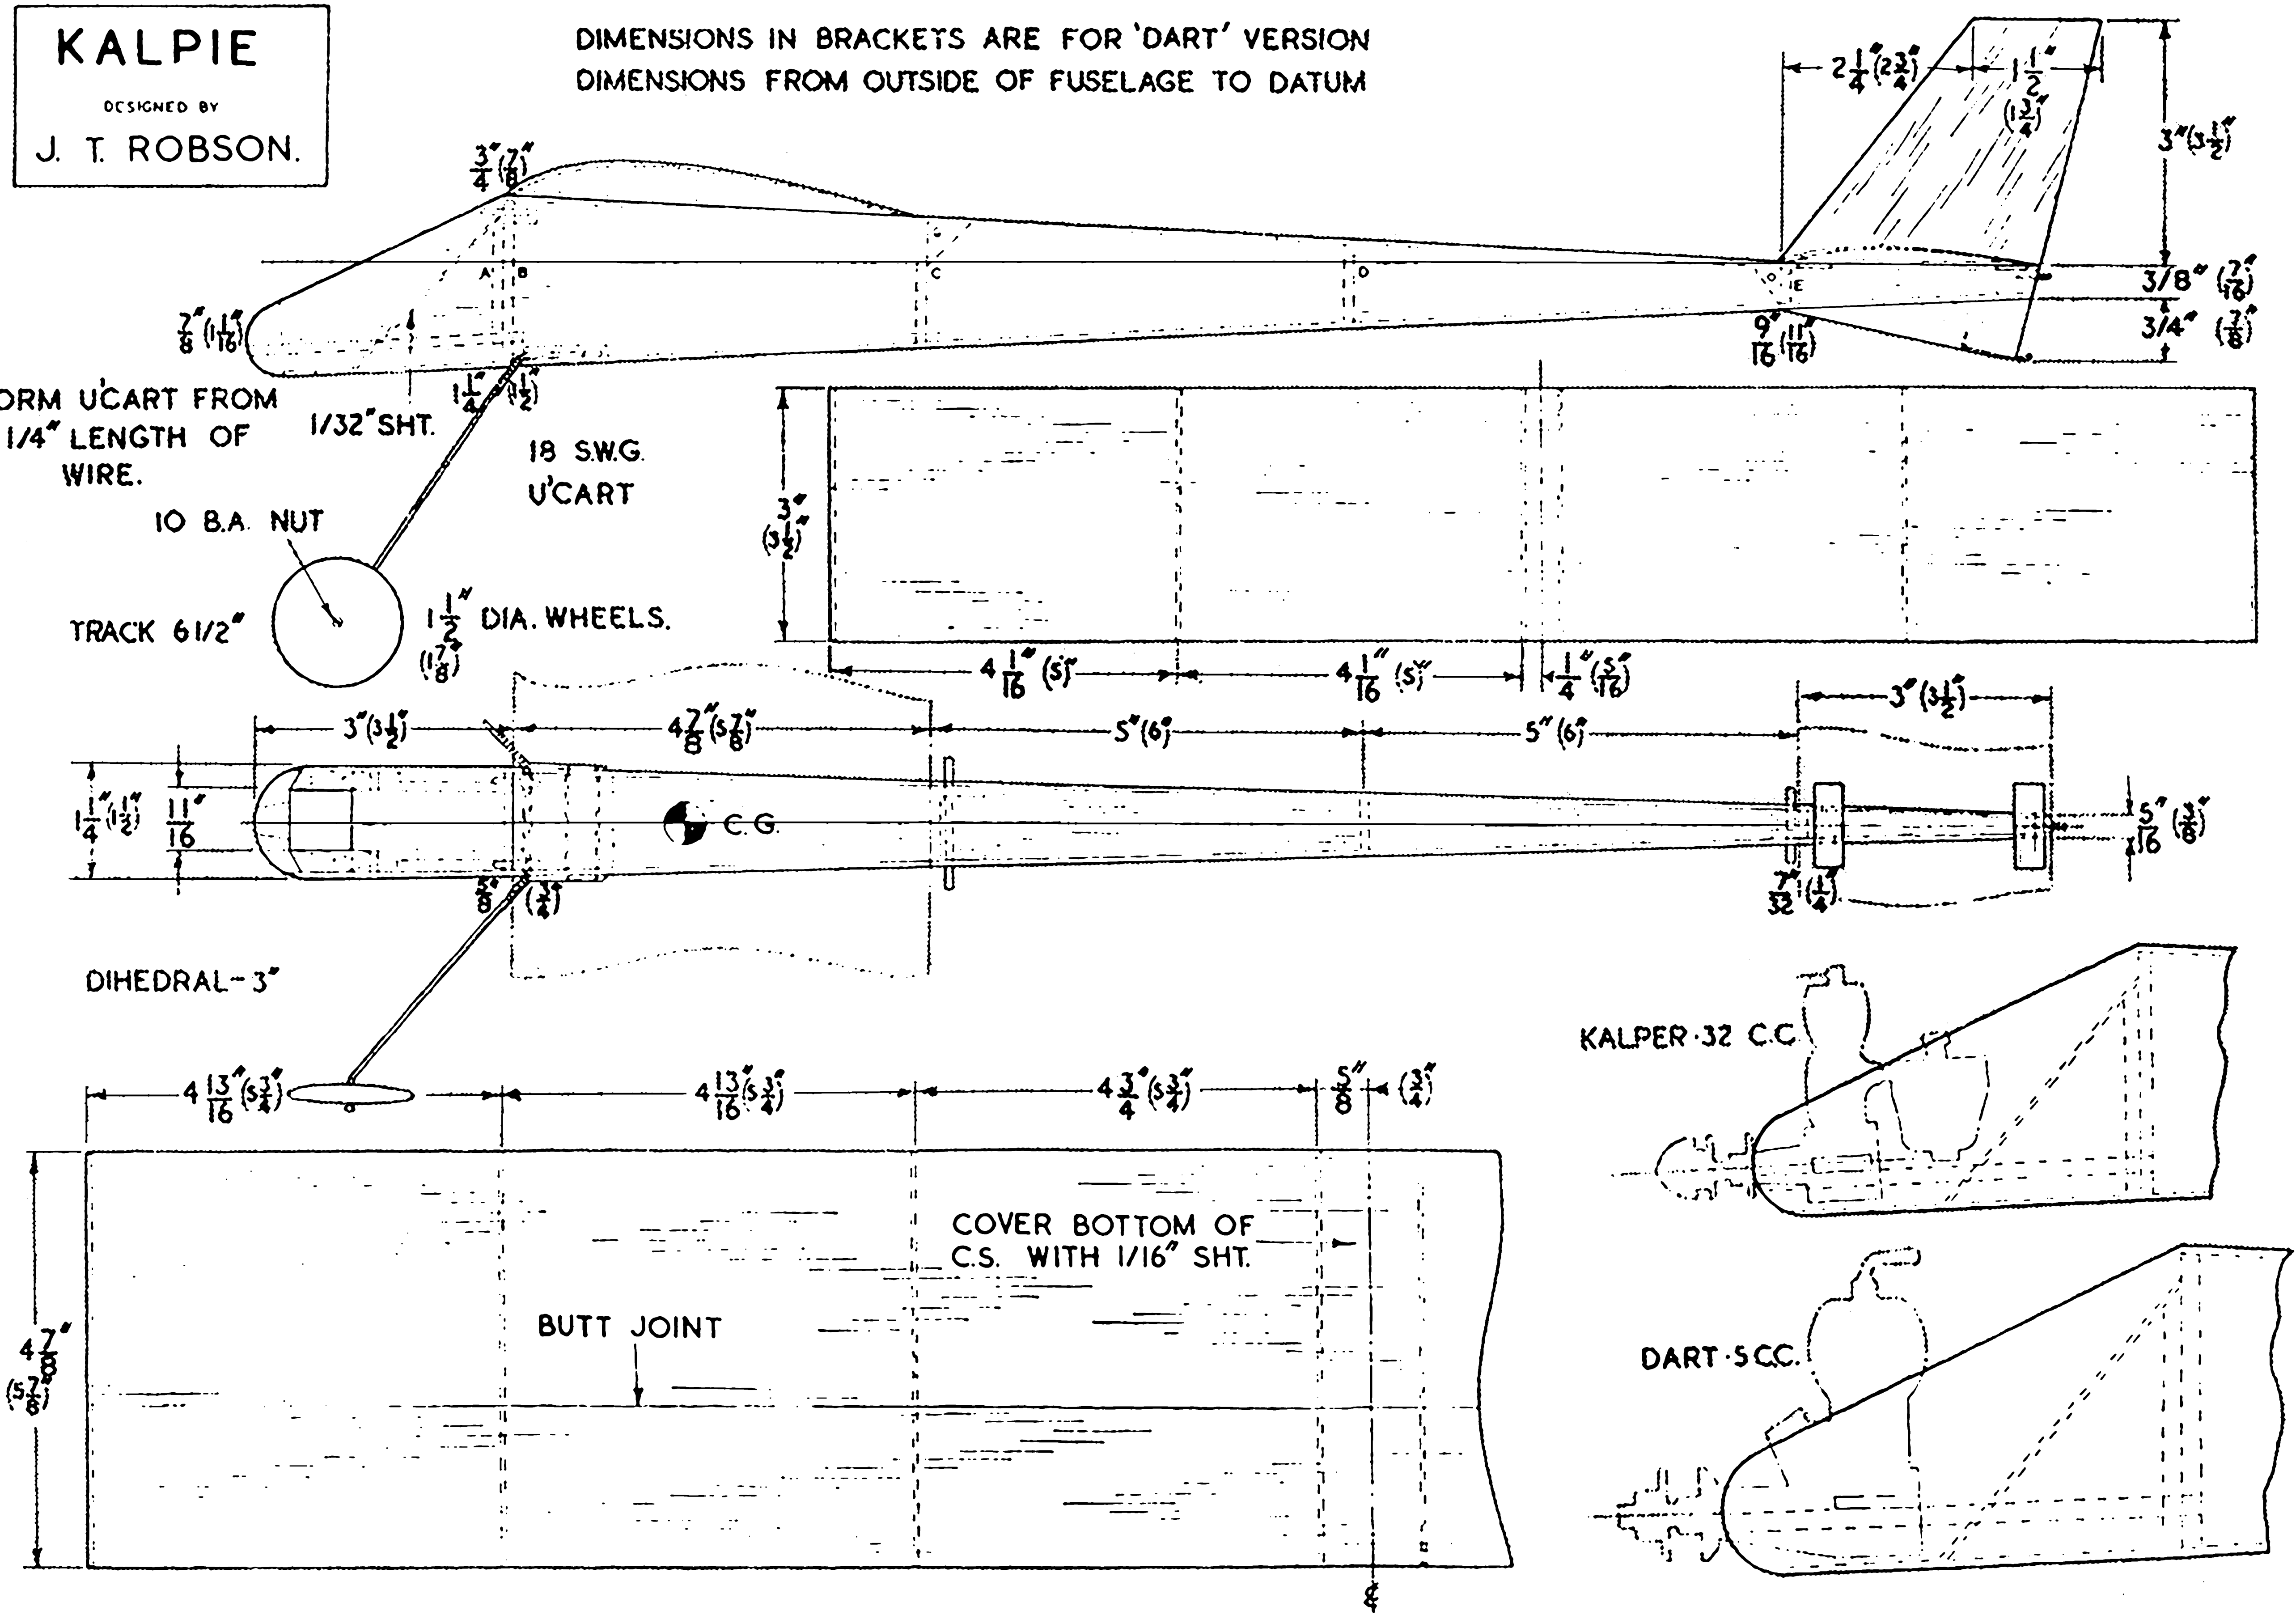 KALPIE
DESIGNED BY
J. T. ROBSON.
DIMENSIONS IN BRACKETS ARE FOR 'DART' VERSION
DIMENSIONS FROM OUTSIDE OF FUSELAGE TO DATUM
2 1/4" (2 3/4")
1 1/2"
(1 3/4")
3" (3 1/2")
3/4" (7/8")
A B C D E
7/8" (1 1/16")
3/8" (7/16")
3/4" (7/8")
9/16" (11/16")
1 1/4" (1 1/2")
ORM U'CART FROM
1/4" LENGTH OF
WIRE.
1/32" SHT.
18 S.W.G.
U'CART
10 B.A. NUT
TRACK 6 1/2"
1 1/2" DIA. WHEELS.
(1 7/8")
3"
(3 1/2")
4 1/16" (5")
4 1/16" (5")
1/4" (5/16")
3" (3 1/2")
4 7/8" (5 7/8")
5" (6")
5" (6")
3" (3 1/2")
1 1/4" (1 1/2")
11/16"
C.G.
5/16" (3/8")
5/8" (3/4")
7/32" (1/4")
DIHEDRAL - 3"
4 13/16" (5 3/4")
4 13/16" (5 3/4")
4 3/4" (5 3/4")
5/8" (3/4")
KALPER ·32 C.C.
COVER BOTTOM OF
C.S. WITH 1/16" SHT.
BUTT JOINT
4 7/8"
(5 7/8")
DART ·5 C.C.
℄